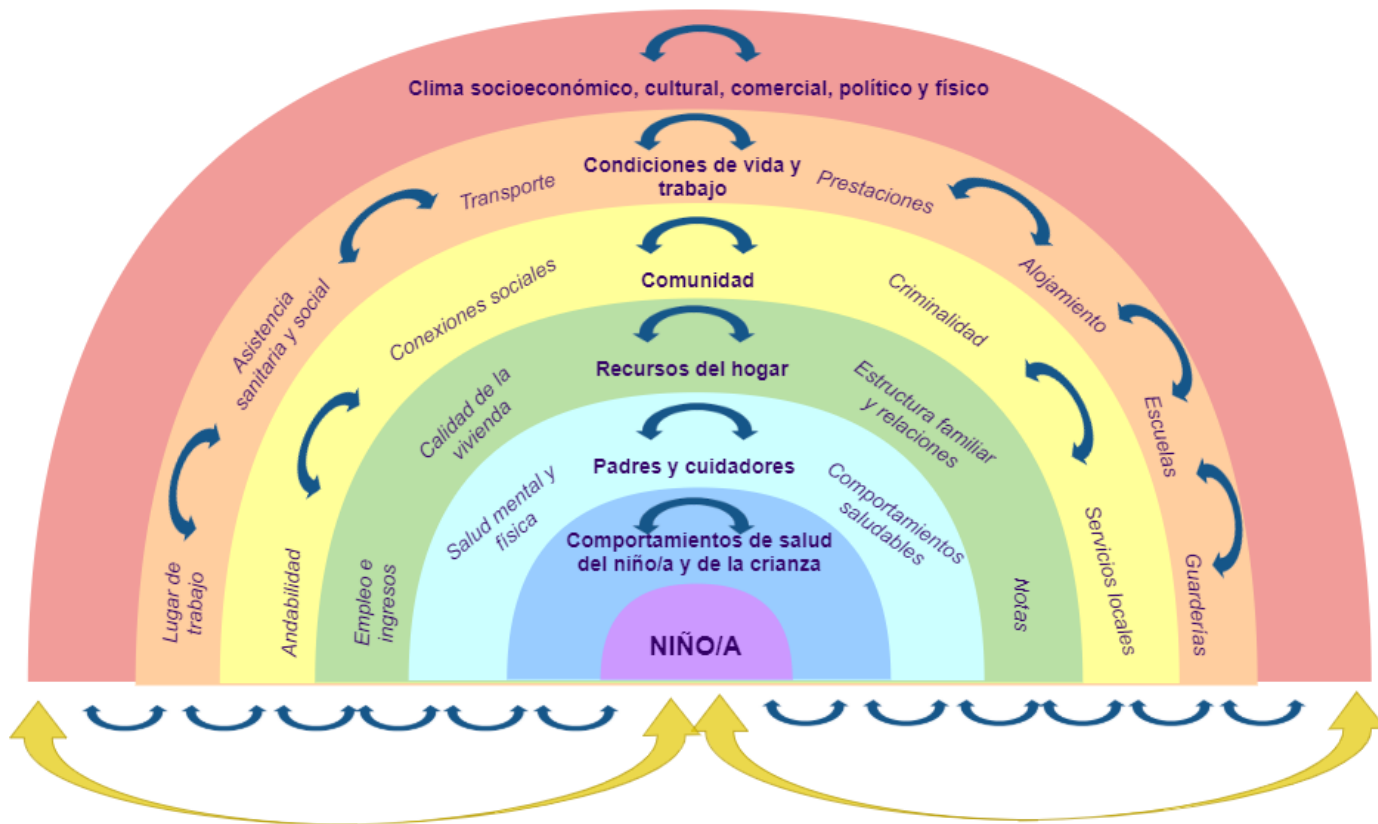 Clima socioeconómico, cultural, comercial, político y físico
Condiciones de vida y
trabajo
Transporte
Prestaciones
Asistencia
sanitaria y social
Alojamiento
Lugar de
trabajo
Escuelas
Guarderías
Comunidad
Conexiones sociales
Criminalidad
Andabilidad
Servicios locales
Recursos del hogar
Calidad de la
vivienda
Estructura familiar
y relaciones
Empleo e
ingresos
Notas
Padres y cuidadores
Salud mental y
física
Comportamientos
saludables
Comportamientos de salud
del niño/a y de la crianza
NIÑO/A